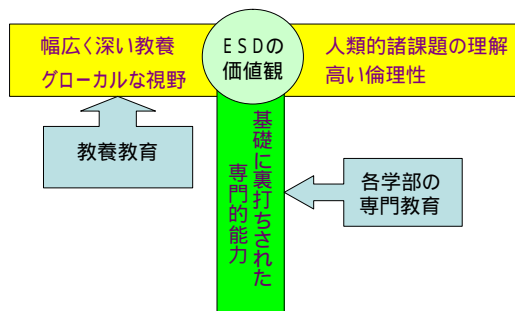 幅広く深い教養
グローカルな視野
ESDの
価値観
人類的諸課題の理解
高い倫理性
基礎に裏打ちされた
専門的能力
教養教育
各学部の
専門教育